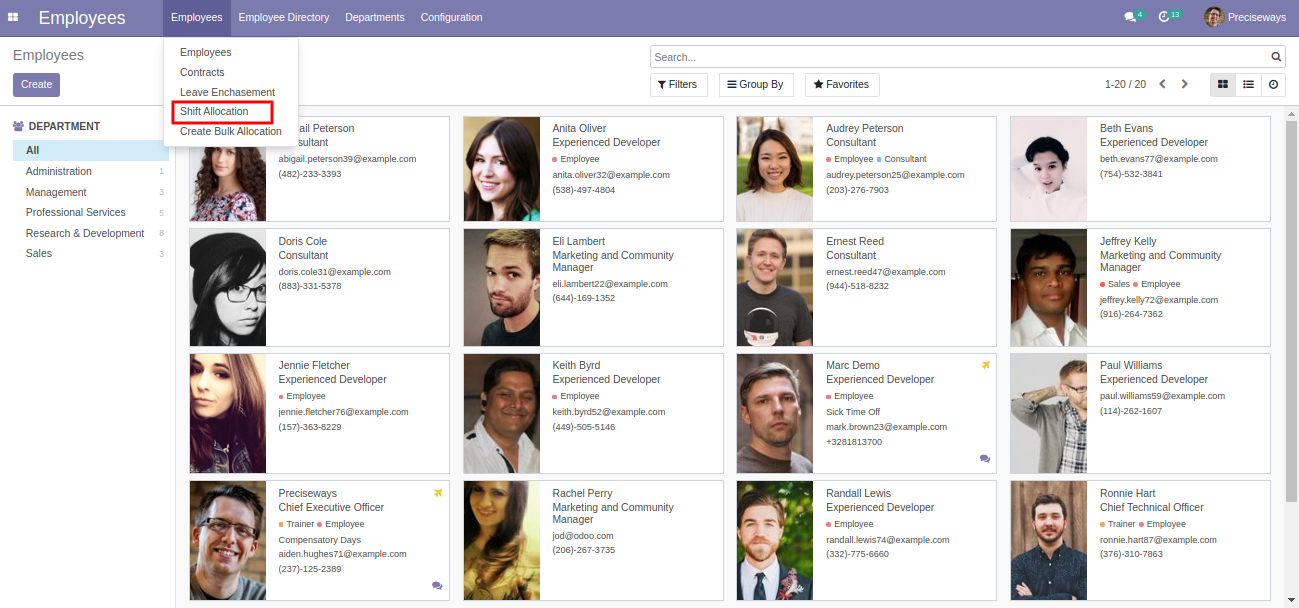 Employees
Employees
Employee Directory
Departments
Configuration
4
13
Preciseways
Employees
Create
Employees
Contracts
Leave Enchasement
Shift Allocation
Create Bulk Allocation
Search...
Filters
Group By
Favorites
1-20 / 20
DEPARTMENT
All
Administration 1
Management 3
Professional Services 5
Research & Development 8
Sales 3
ail Peterson
sultant
abigail.peterson39@example.com
(482)-233-3393
Anita Oliver
Experienced Developer
Employee
anita.oliver32@example.com
(538)-497-4804
Audrey Peterson
Consultant
Employee Consultant
audrey.peterson25@example.com
(203)-276-7903
Beth Evans
Experienced Developer
beth.evans77@example.com
(754)-532-3841
Doris Cole
Consultant
doris.cole31@example.com
(883)-331-5378
Eli Lambert
Marketing and Community
Manager
eli.lambert22@example.com
(644)-169-1352
Ernest Reed
Consultant
ernest.reed47@example.com
(944)-518-8232
Jeffrey Kelly
Marketing and Community
Manager
Sales Employee
jeffrey.kelly72@example.com
(916)-264-7362
Jennie Fletcher
Experienced Developer
Employee
jennie.fletcher76@example.com
(157)-363-8229
Keith Byrd
Experienced Developer
Employee
keith.byrd52@example.com
(449)-505-5146
Marc Demo
Experienced Developer
Employee
Sick Time Off
mark.brown23@example.com
+3281813700
Paul Williams
Experienced Developer
paul.williams59@example.com
(114)-262-1607
Preciseways
Chief Executive Officer
Trainer Employee
Compensatory Days
aiden.hughes71@example.com
(237)-125-2389
Rachel Perry
Marketing and Community
Manager
jod@odoo.com
(206)-267-3735
Randall Lewis
Experienced Developer
Employee
randall.lewis74@example.com
(332)-775-6660
Ronnie Hart
Chief Technical Officer
Trainer Employee
ronnie.hart87@example.com
(376)-310-7863